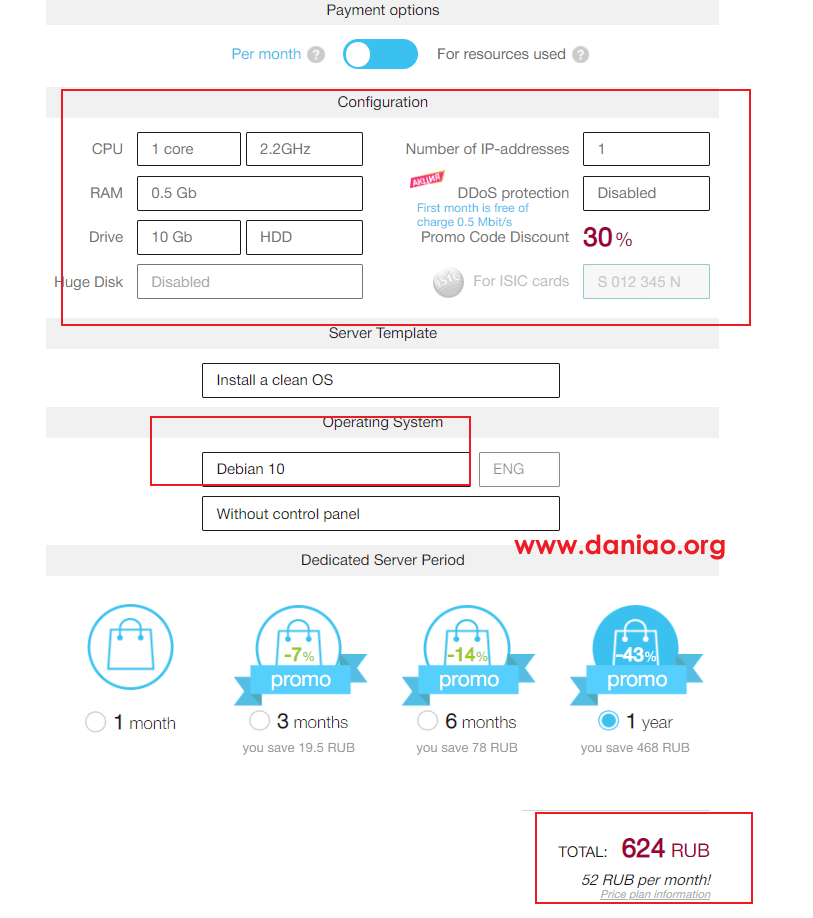 Payment options
Per month ? For resources used ?
Configuration
CPU 1 core 2.2GHz Number of IP-addresses 1
АКЦИЯ
RAM 0.5 Gb DDoS protection Disabled
First month is free of
charge 0.5 Mbit/s
Drive 10 Gb HDD Promo Code Discount 30 %
Huge Disk Disabled ISIC For ISIC cards S 012 345 N
Server Template
Install a clean OS
Operating System
Debian 10 ENG
Without control panel
www.daniao.org
Dedicated Server Period
-7% -14% -43%
promo promo promo
1 month 3 months 6 months 1 year
you save 19.5 RUB you save 78 RUB you save 468 RUB
TOTAL: 624 RUB
52 RUB per month!
Price plan information